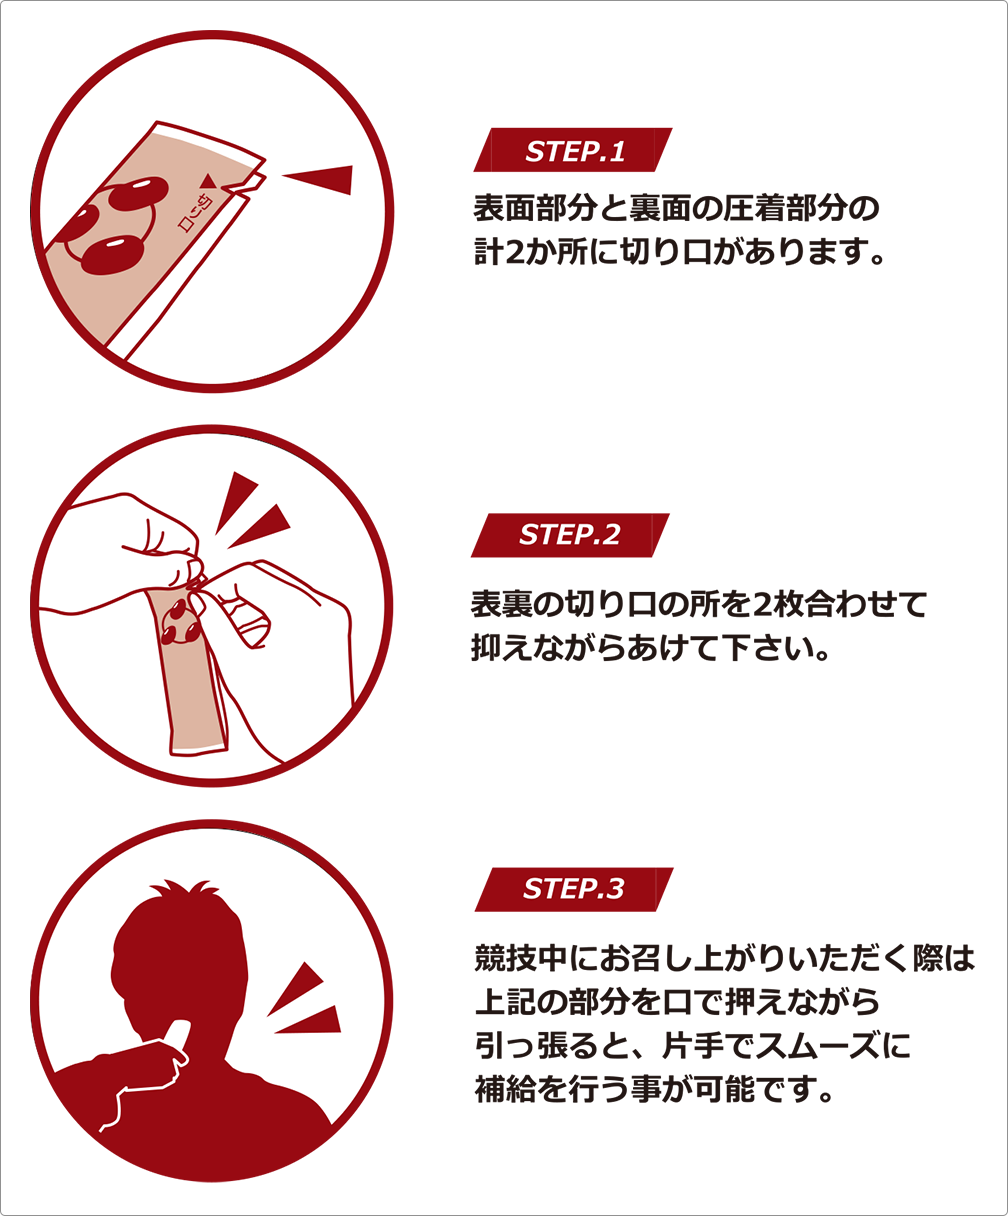 切り口
STEP.1
表面部分と裏面の圧着部分の
計2か所に切り口があります。
STEP.2
表裏の切り口の所を2枚合わせて
抑えながらあけて下さい。
STEP.3
競技中にお召し上がりいただく際は
上記の部分を口で押えながら
引っ張ると、片手でスムーズに
補給を行う事が可能です。